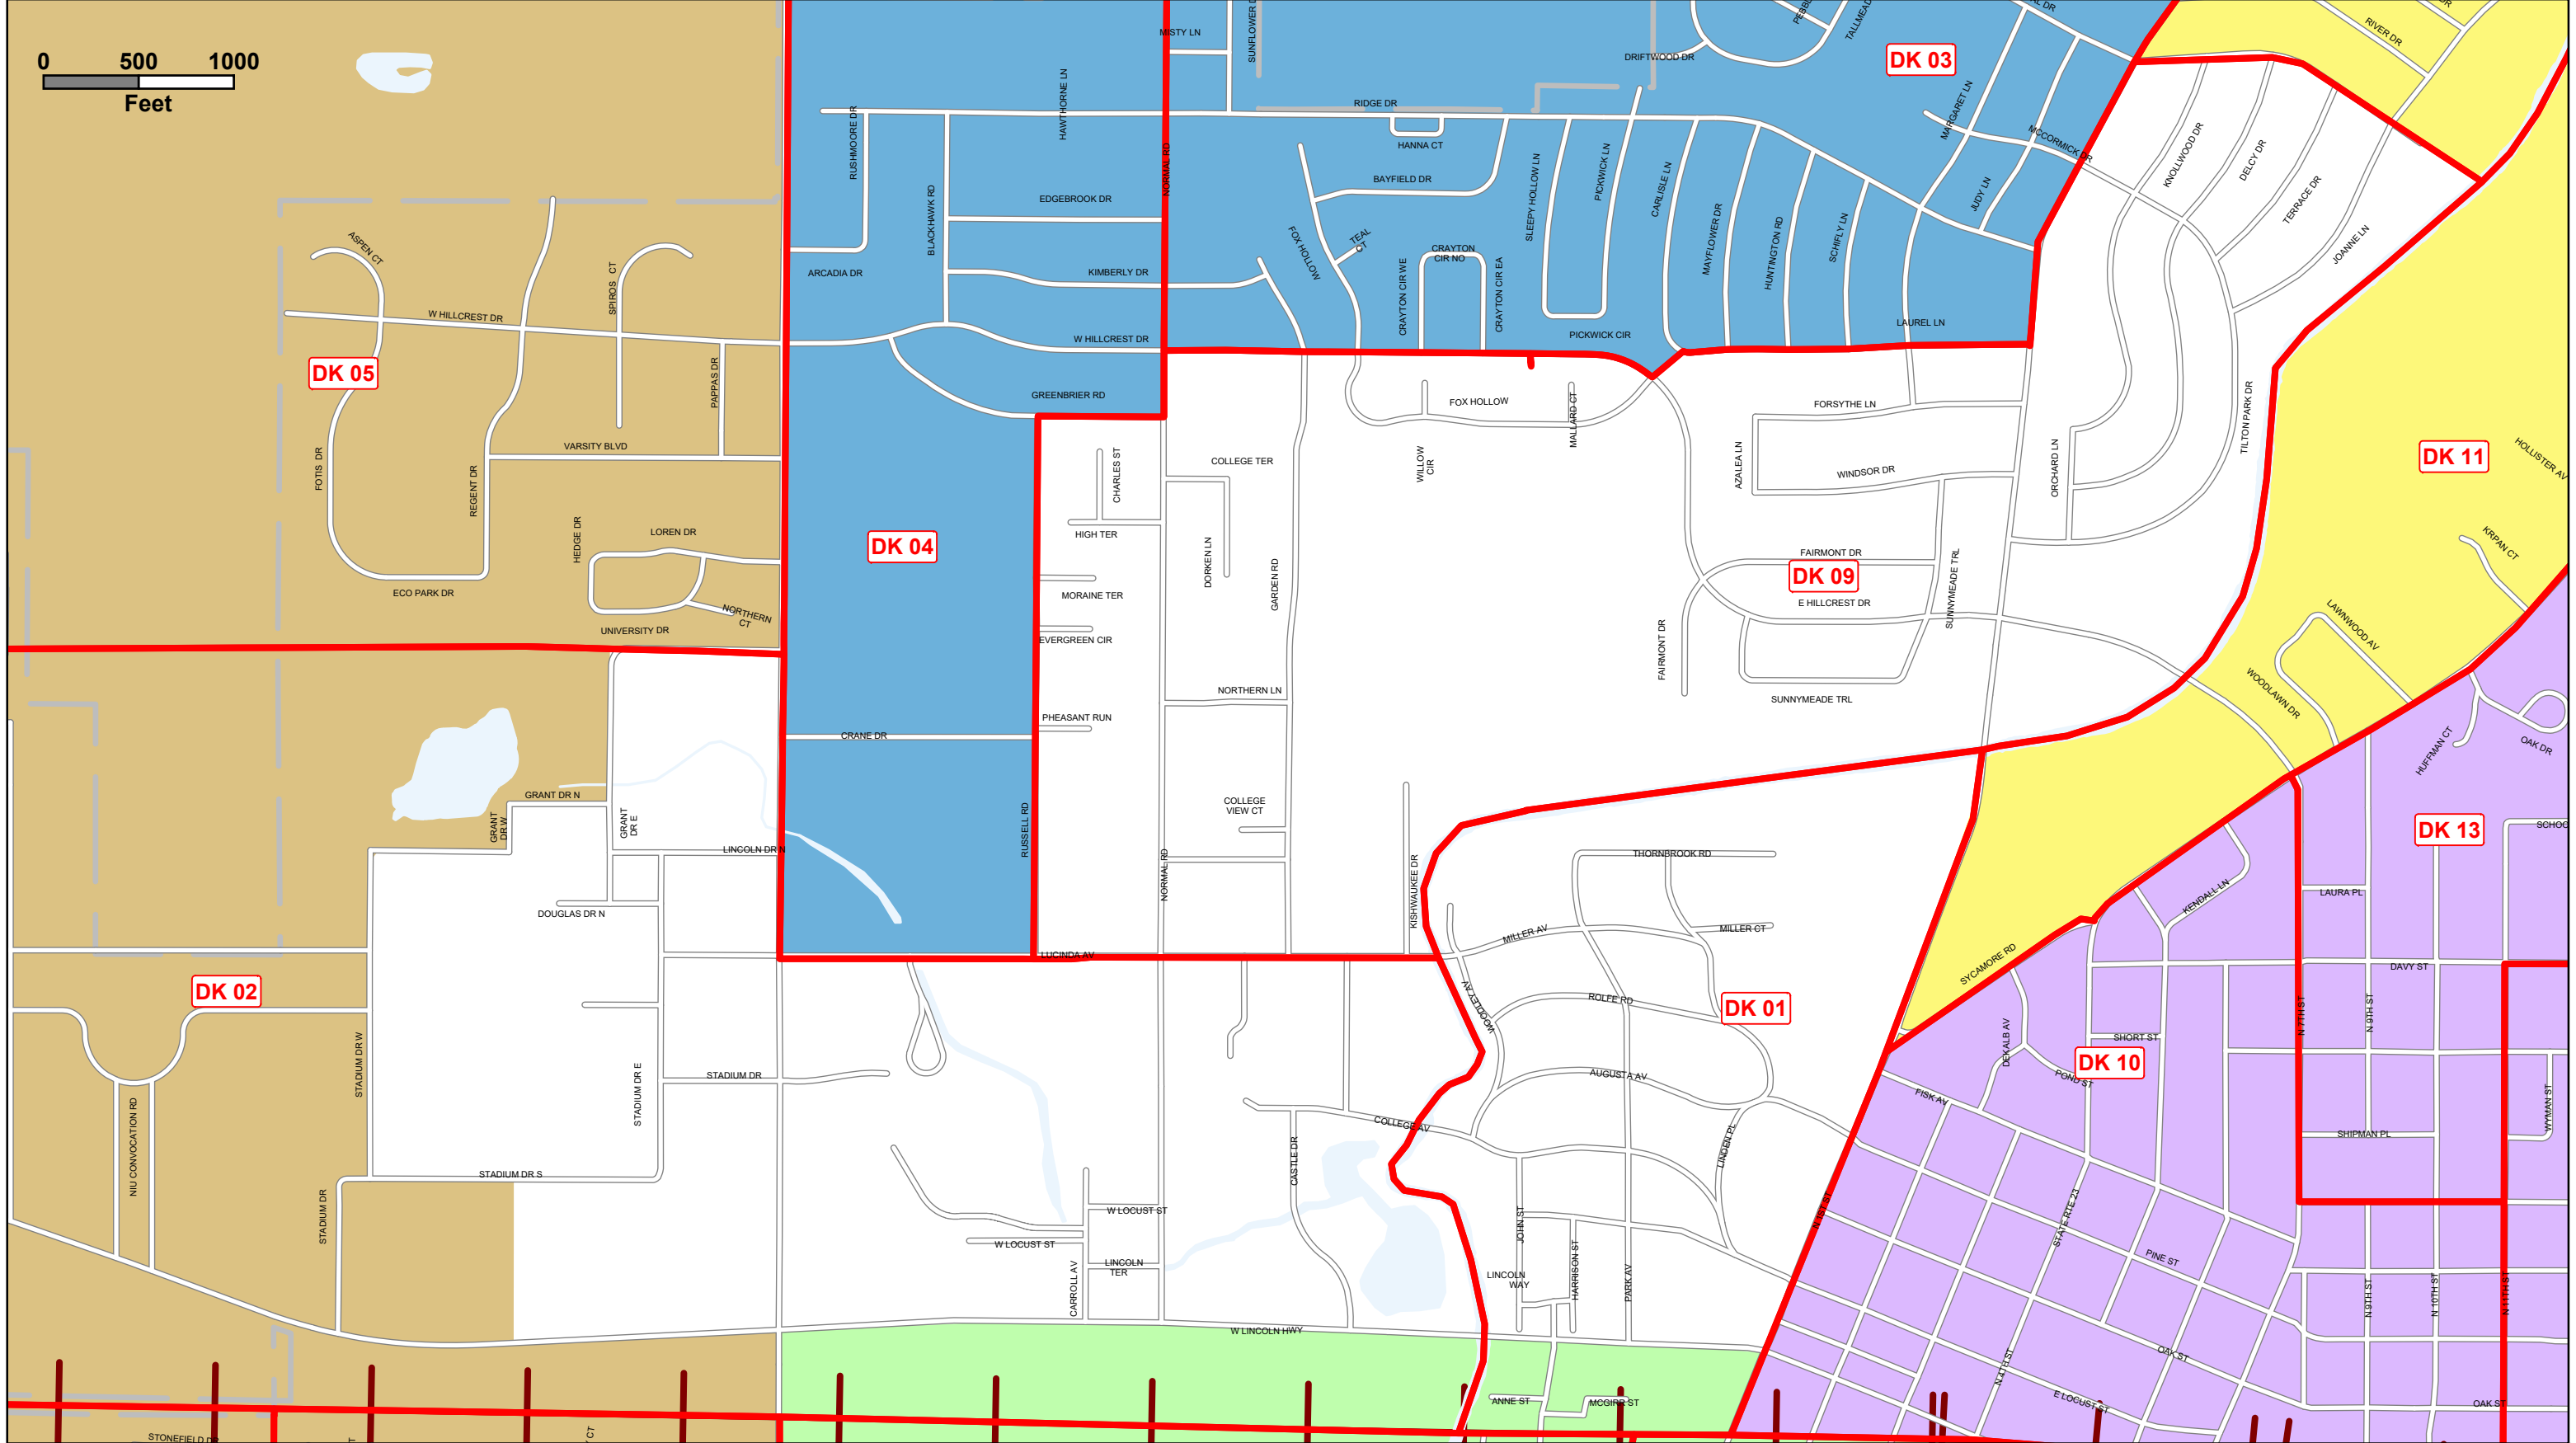 0 500 1000
Feet
MISTY LN
DRIFTWOOD DR
DK 03
RIVER DR
HAWTHORNE LN
RUSHMOORE DR
RIDGE DR
HANNA CT
BAYFIELD DR
NORMAL RD
MARGARET LN
MCCORMICK DR
KNOLLWOOD DR
DELCY DR
TERRACE DR
JOANNE LN
JUDY LN
BLACKHAWK RD
EDGEBROOK DR
ARCADIA DR
KIMBERLY DR
FOX HOLLOW
TEAL
CT
CRAYTON
CIR NO
CRAYTON CIR WE
CRAYTON CIR EA
SLEEPY HOLLOW LN
PICKWICK LN
CARLISLE LN
MAYFLOWER DR
HUNTINGTON RD
SCHIFLY LN
LAUREL LN
PICKWICK CIR
ASPEN CT
SPIROS CT
W HILLCREST DR
W HILLCREST DR
PAPPAS DR
DK 05
GREENBRIER RD
FOX HOLLOW
MALLARD CT
WILLOW
CIR
FORSYTHE LN
AZALEA LN
WINDSOR DR
ORCHARD LN
TILTON PARK DR
DK 11
HOLLISTER AV
KRPAN CT
VARSITY BLVD
FOTIS DR
REGENT DR
HEDGE DR
LOREN DR
ECO PARK DR
NORTHERN
CT
UNIVERSITY DR
DK 04
CHARLES ST
COLLEGE TER
HIGH TER
DORKEN LN
GARDEN RD
MORAINE TER
EVERGREEN CIR
FAIRMONT DR
DK 09
E HILLCREST DR
SUNNYMEADE TRL
FAIRMONT DR
SUNNYMEADE TRL
LAWNWOOD AV
WOODLAWN DR
NORTHERN LN
PHEASANT RUN
CRANE DR
HUFFMAN CT
OAK DR
GRANT DR N
GRANT
DR W
GRANT
DR E
LINCOLN DR N
DOUGLAS DR N
RUSSELL RD
COLLEGE
VIEW CT
NORMAL RD
KISHWAUKEE DR
THORNBROOK RD
MILLER AV
MILLER CT
DK 13
LAURA PL
KENDALL LN
SYCAMORE RD
DAVY ST
LUCINDA AV
DK 02
WOODLEY AV
ROLFE RD
DK 01
N 7TH ST
N 9TH ST
DEKALB AV
SHORT ST
DK 10
POND ST
STADIUM DR W
STADIUM DR E
STADIUM DR
AUGUSTA AV
FISK AV
NIU CONVOCATION RD
COLLEGE AV
CASTLE DR
LINDEN PL
SHIPMAN PL
WYMAN ST
STADIUM DR S
STADIUM DR
W LOCUST ST
W LOCUST ST
LINCOLN
TER
CARROLL AV
JOHN ST
HARRISON ST
LINCOLN
WAY
PARK AV
N 1ST ST
STATE RTE 23
PINE ST
N 9TH ST
N 10TH ST
N 11TH ST
W LINCOLN HWY
OAK ST
N 4TH ST
E LOCUST ST
OAK ST
ANNE ST
MCGIRR ST
STONEFIELD DR